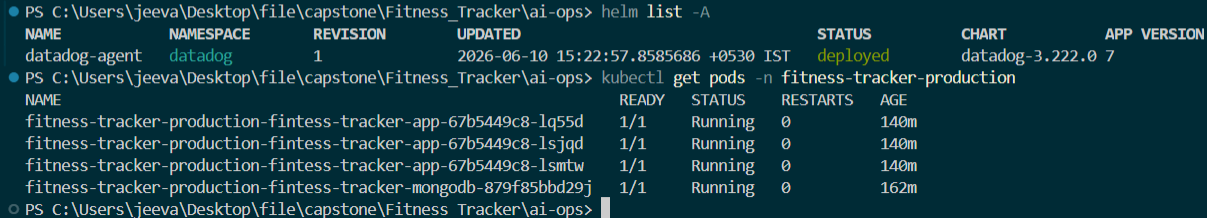 PS C:\Users\jeeva\Desktop\file\capstone\Fitness_Tracker\ai-ops> helm list -A
NAME NAMESPACE REVISION UPDATED STATUS CHART APP VERSION
datadog-agent datadog 1 2026-06-10 15:22:57.8585686 +0530 IST deployed datadog-3.222.0 7
PS C:\Users\jeeva\Desktop\file\capstone\Fitness_Tracker\ai-ops> kubectl get pods -n fitness-tracker-production
NAME READY STATUS RESTARTS AGE
fitness-tracker-production-fintess-tracker-app-67b5449c8-lq55d 1/1 Running 0 140m
fitness-tracker-production-fintess-tracker-app-67b5449c8-lsjqd 1/1 Running 0 140m
fitness-tracker-production-fintess-tracker-app-67b5449c8-lsmtw 1/1 Running 0 140m
fitness-tracker-production-fintess-tracker-mongodb-879f85bbd29j 1/1 Running 0 162m
PS C:\Users\jeeva\Desktop\file\capstone\Fitness_Tracker\ai-ops>